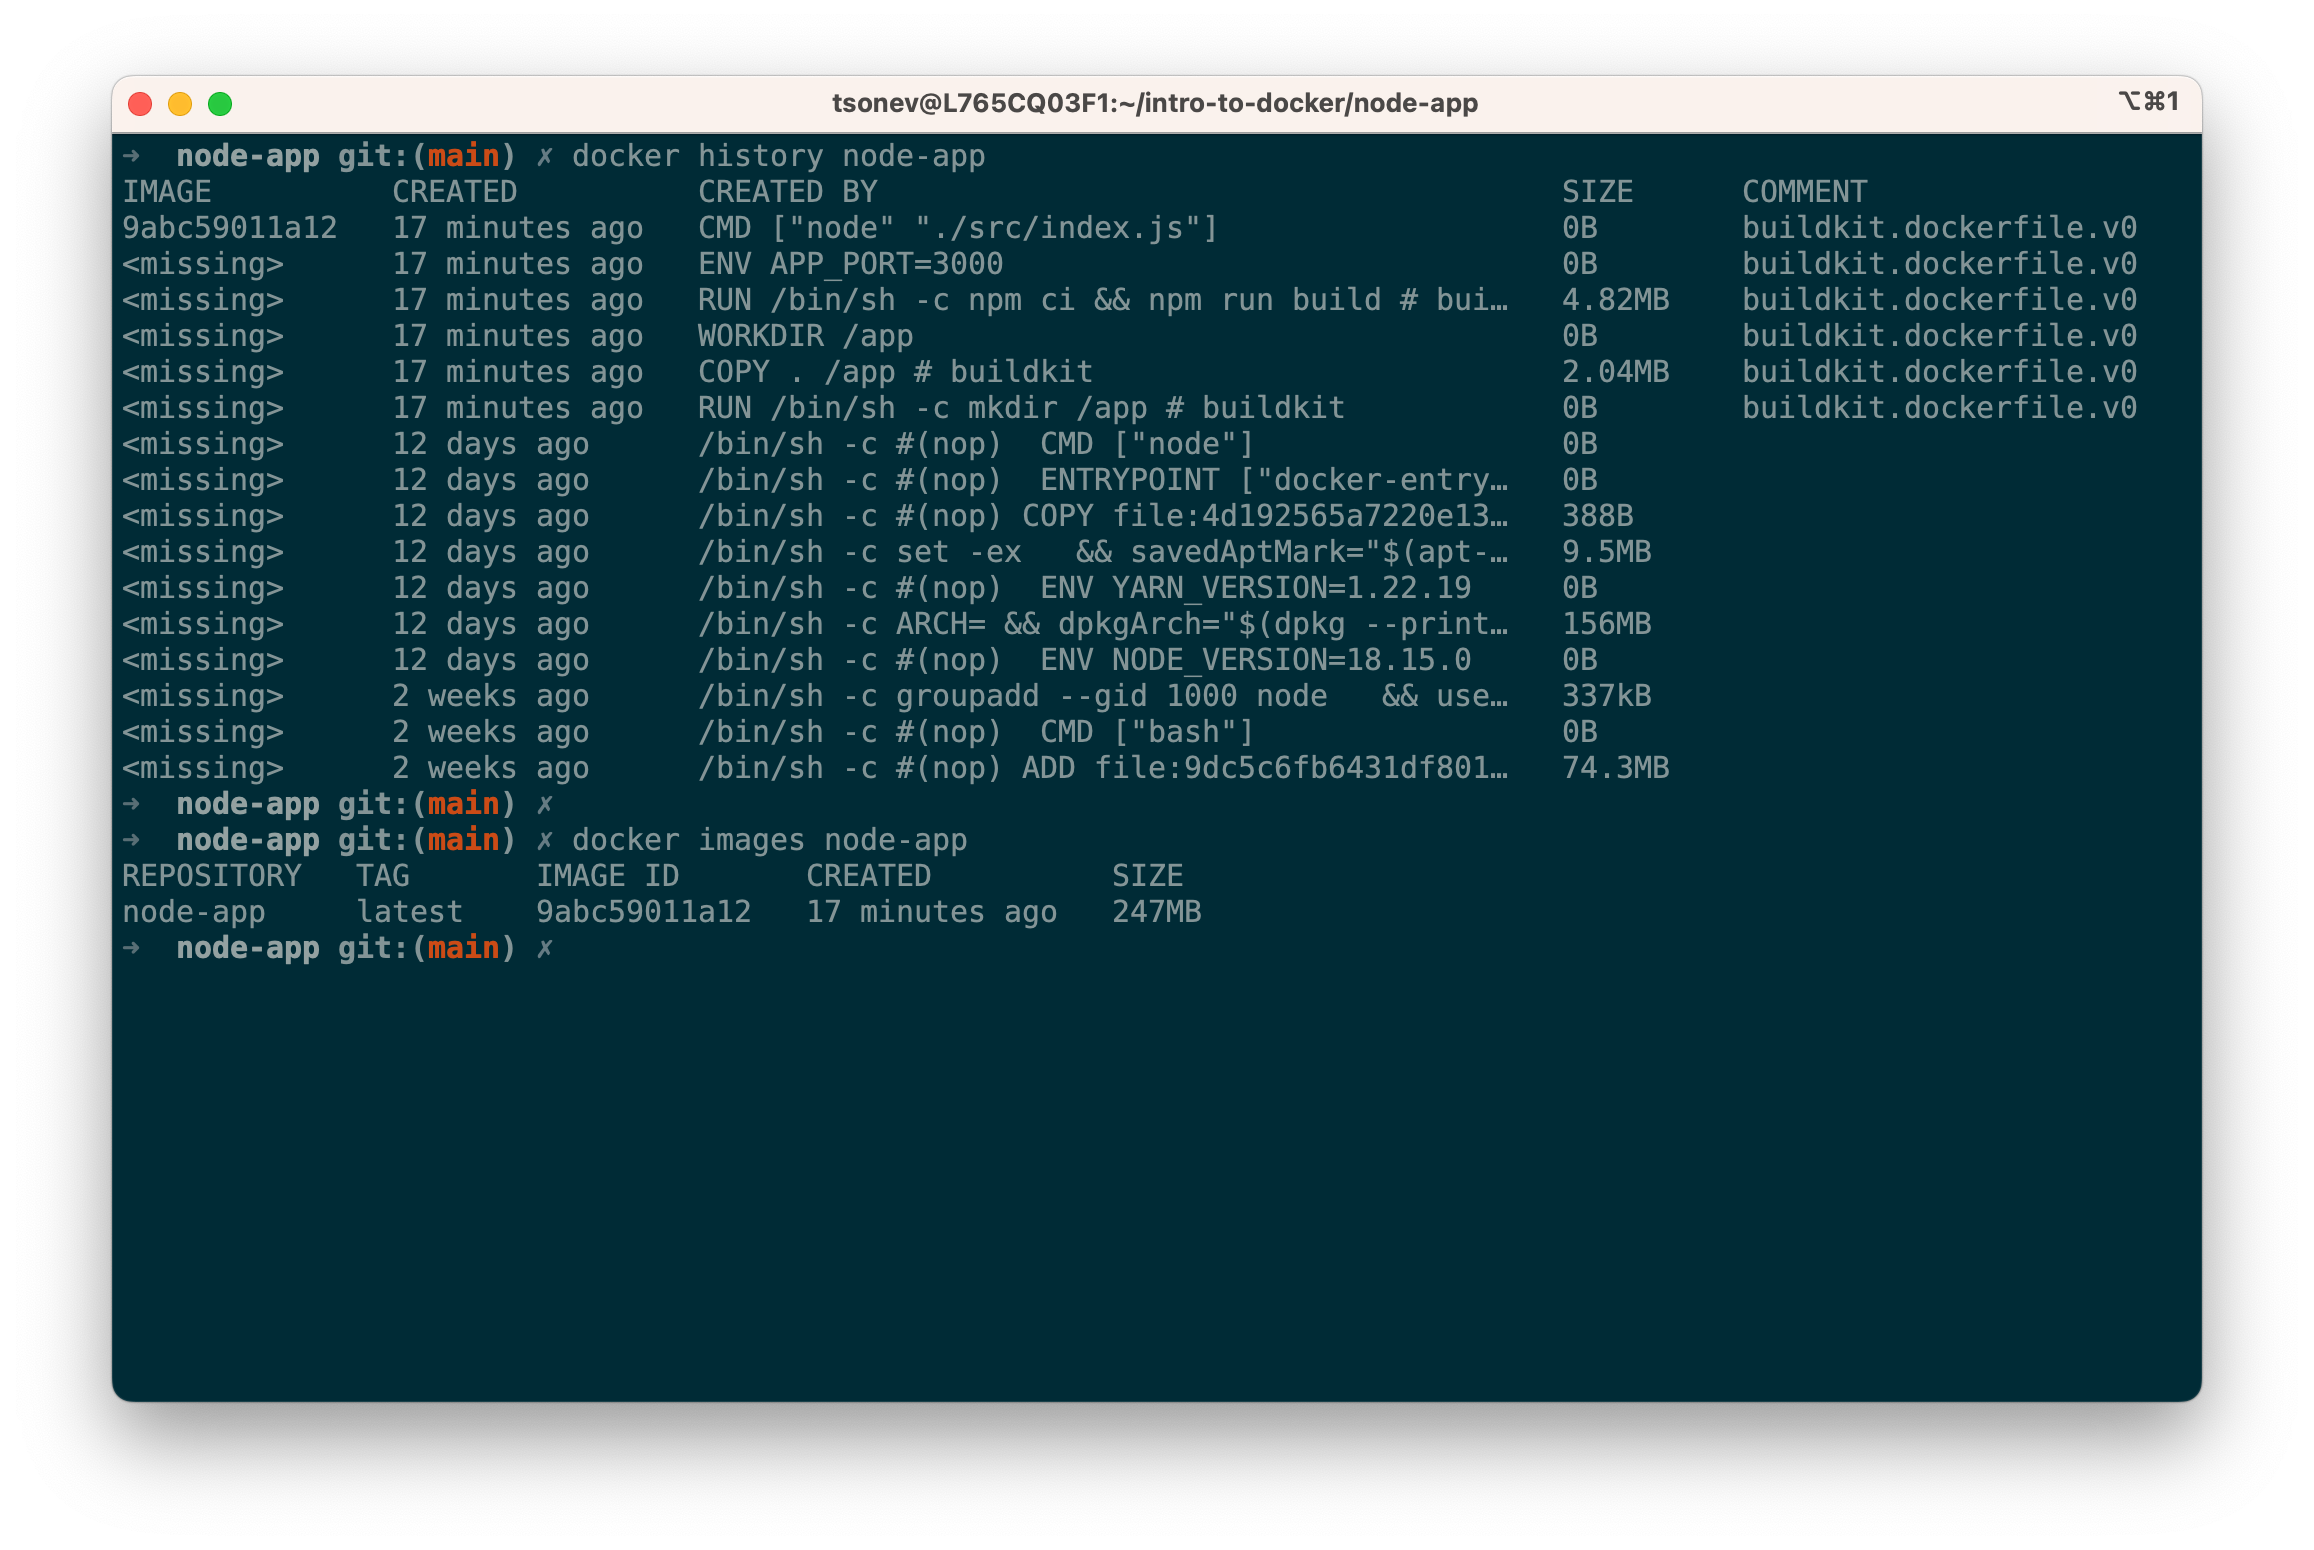 tsonev@L765CQ03F1:~/intro-to-docker/node-app ⌥⌘1
➜  node-app git:(main) ✗ docker history node-app
IMAGE          CREATED          CREATED BY                                      SIZE      COMMENT
9abc59011a12   17 minutes ago   CMD ["node" "./src/index.js"]                   0B        buildkit.dockerfile.v0
<missing>      17 minutes ago   ENV APP_PORT=3000                               0B        buildkit.dockerfile.v0
<missing>      17 minutes ago   RUN /bin/sh -c npm ci && npm run build # bui…   4.82MB    buildkit.dockerfile.v0
<missing>      17 minutes ago   WORKDIR /app                                    0B        buildkit.dockerfile.v0
<missing>      17 minutes ago   COPY . /app # buildkit                          2.04MB    buildkit.dockerfile.v0
<missing>      17 minutes ago   RUN /bin/sh -c mkdir /app # buildkit            0B        buildkit.dockerfile.v0
<missing>      12 days ago      /bin/sh -c #(nop)  CMD ["node"]                 0B
<missing>      12 days ago      /bin/sh -c #(nop)  ENTRYPOINT ["docker-entry…   0B
<missing>      12 days ago      /bin/sh -c #(nop) COPY file:4d192565a7220e13…   388B
<missing>      12 days ago      /bin/sh -c set -ex   && savedAptMark="$(apt-…   9.5MB
<missing>      12 days ago      /bin/sh -c #(nop)  ENV YARN_VERSION=1.22.19     0B
<missing>      12 days ago      /bin/sh -c ARCH= && dpkgArch="$(dpkg --print…   156MB
<missing>      12 days ago      /bin/sh -c #(nop)  ENV NODE_VERSION=18.15.0     0B
<missing>      2 weeks ago      /bin/sh -c groupadd --gid 1000 node   && use…   337kB
<missing>      2 weeks ago      /bin/sh -c #(nop)  CMD ["bash"]                 0B
<missing>      2 weeks ago      /bin/sh -c #(nop) ADD file:9dc5c6fb6431df801…   74.3MB
➜  node-app git:(main) ✗
➜  node-app git:(main) ✗ docker images node-app
REPOSITORY   TAG       IMAGE ID       CREATED          SIZE
node-app     latest    9abc59011a12   17 minutes ago   247MB
➜  node-app git:(main) ✗